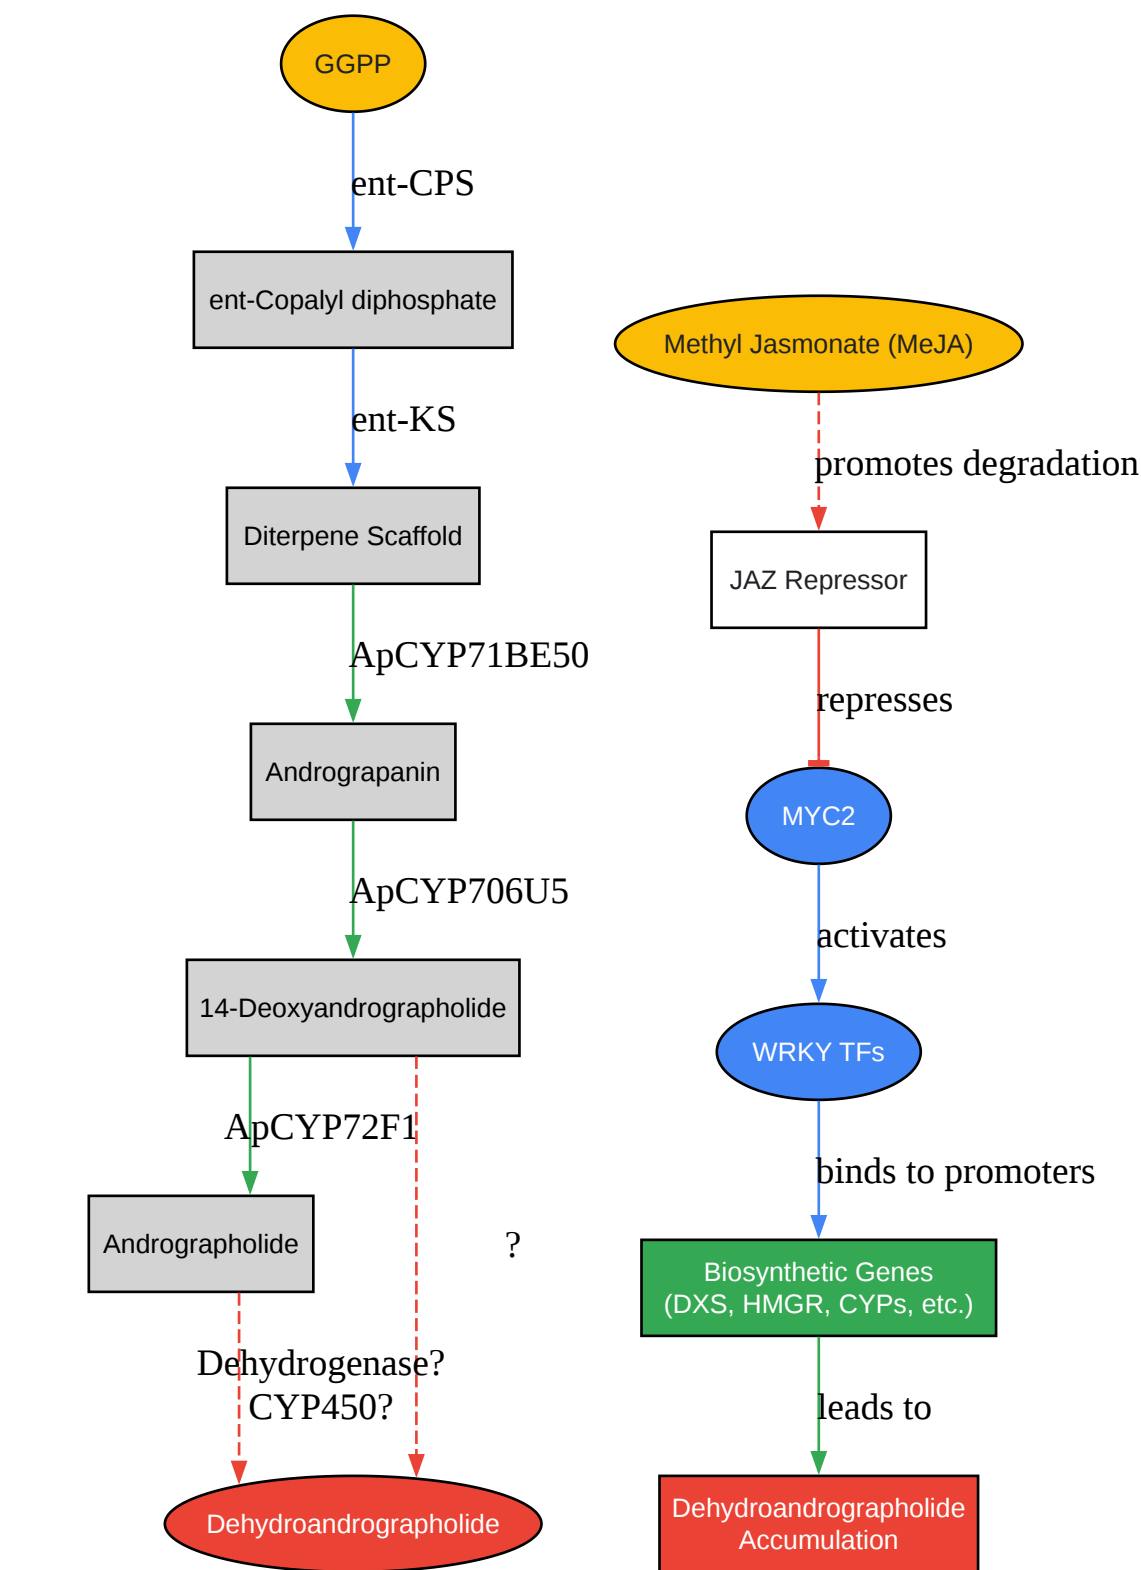 GGPP
ent-CPS
ent-Copalyl diphosphate
ent-KS
Diterpene Scaffold
ApCYP71BE50
Andrograpanin
ApCYP706U5
14-Deoxyandrographolide
ApCYP72F1
Andrographolide
?
Dehydrogenase?
CYP450?
Dehydroandrographolide
Methyl Jasmonate (MeJA)
promotes degradation
JAZ Repressor
represses
MYC2
activates
WRKY TFs
binds to promoters
Biosynthetic Genes
(DXS, HMGR, CYPs, etc.)
leads to
Dehydroandrographolide
Accumulation